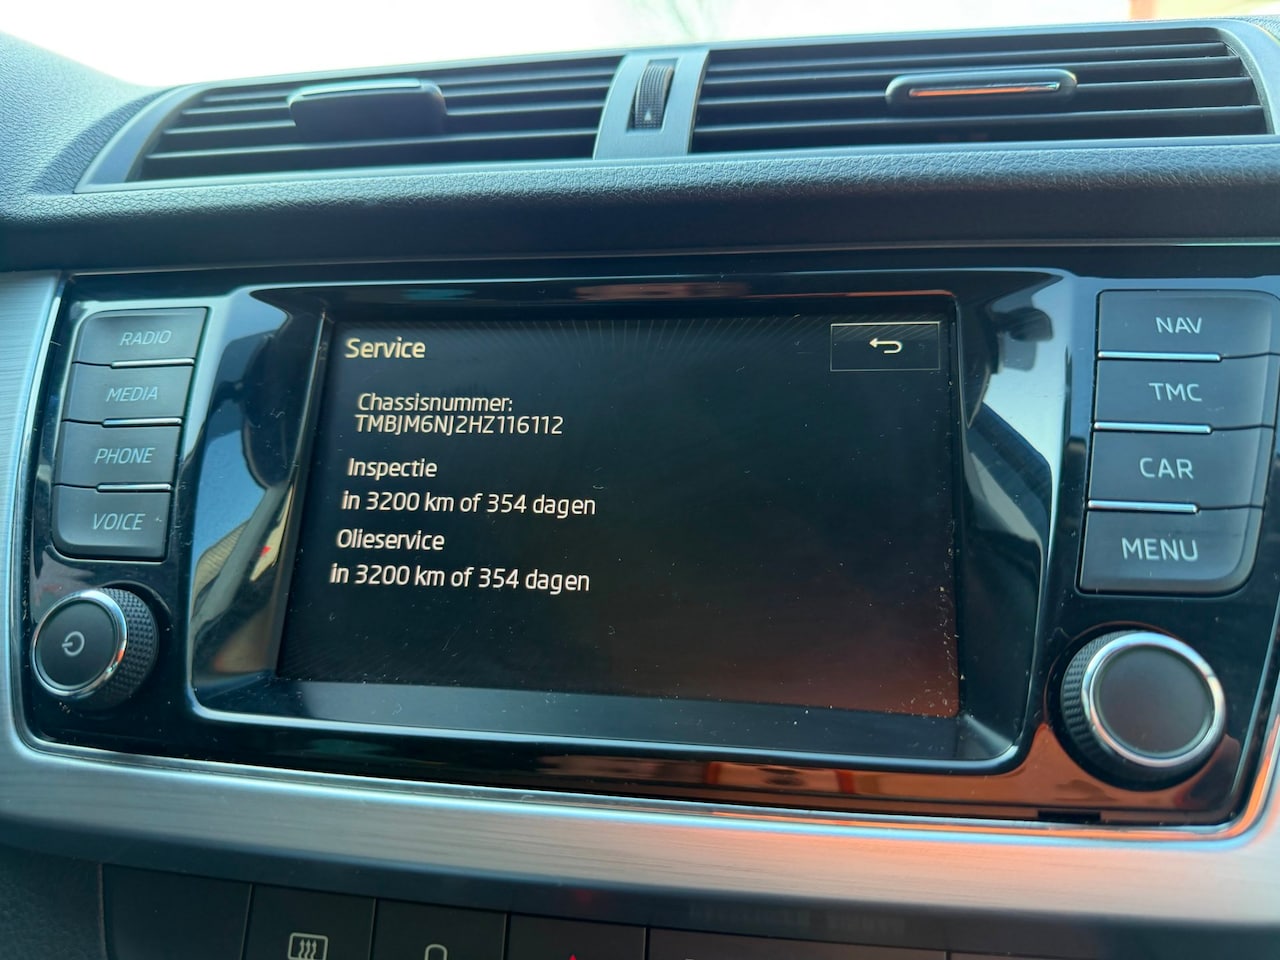 Service
Chassisnummer:
TMBJM6NJ2HZ116112
Inspectie
in 3200 km of 354 dagen
Olieservice
in 3200 km of 354 dagen
RADIO
MEDIA
PHONE
VOICE
NAV
TMC
CAR
MENU